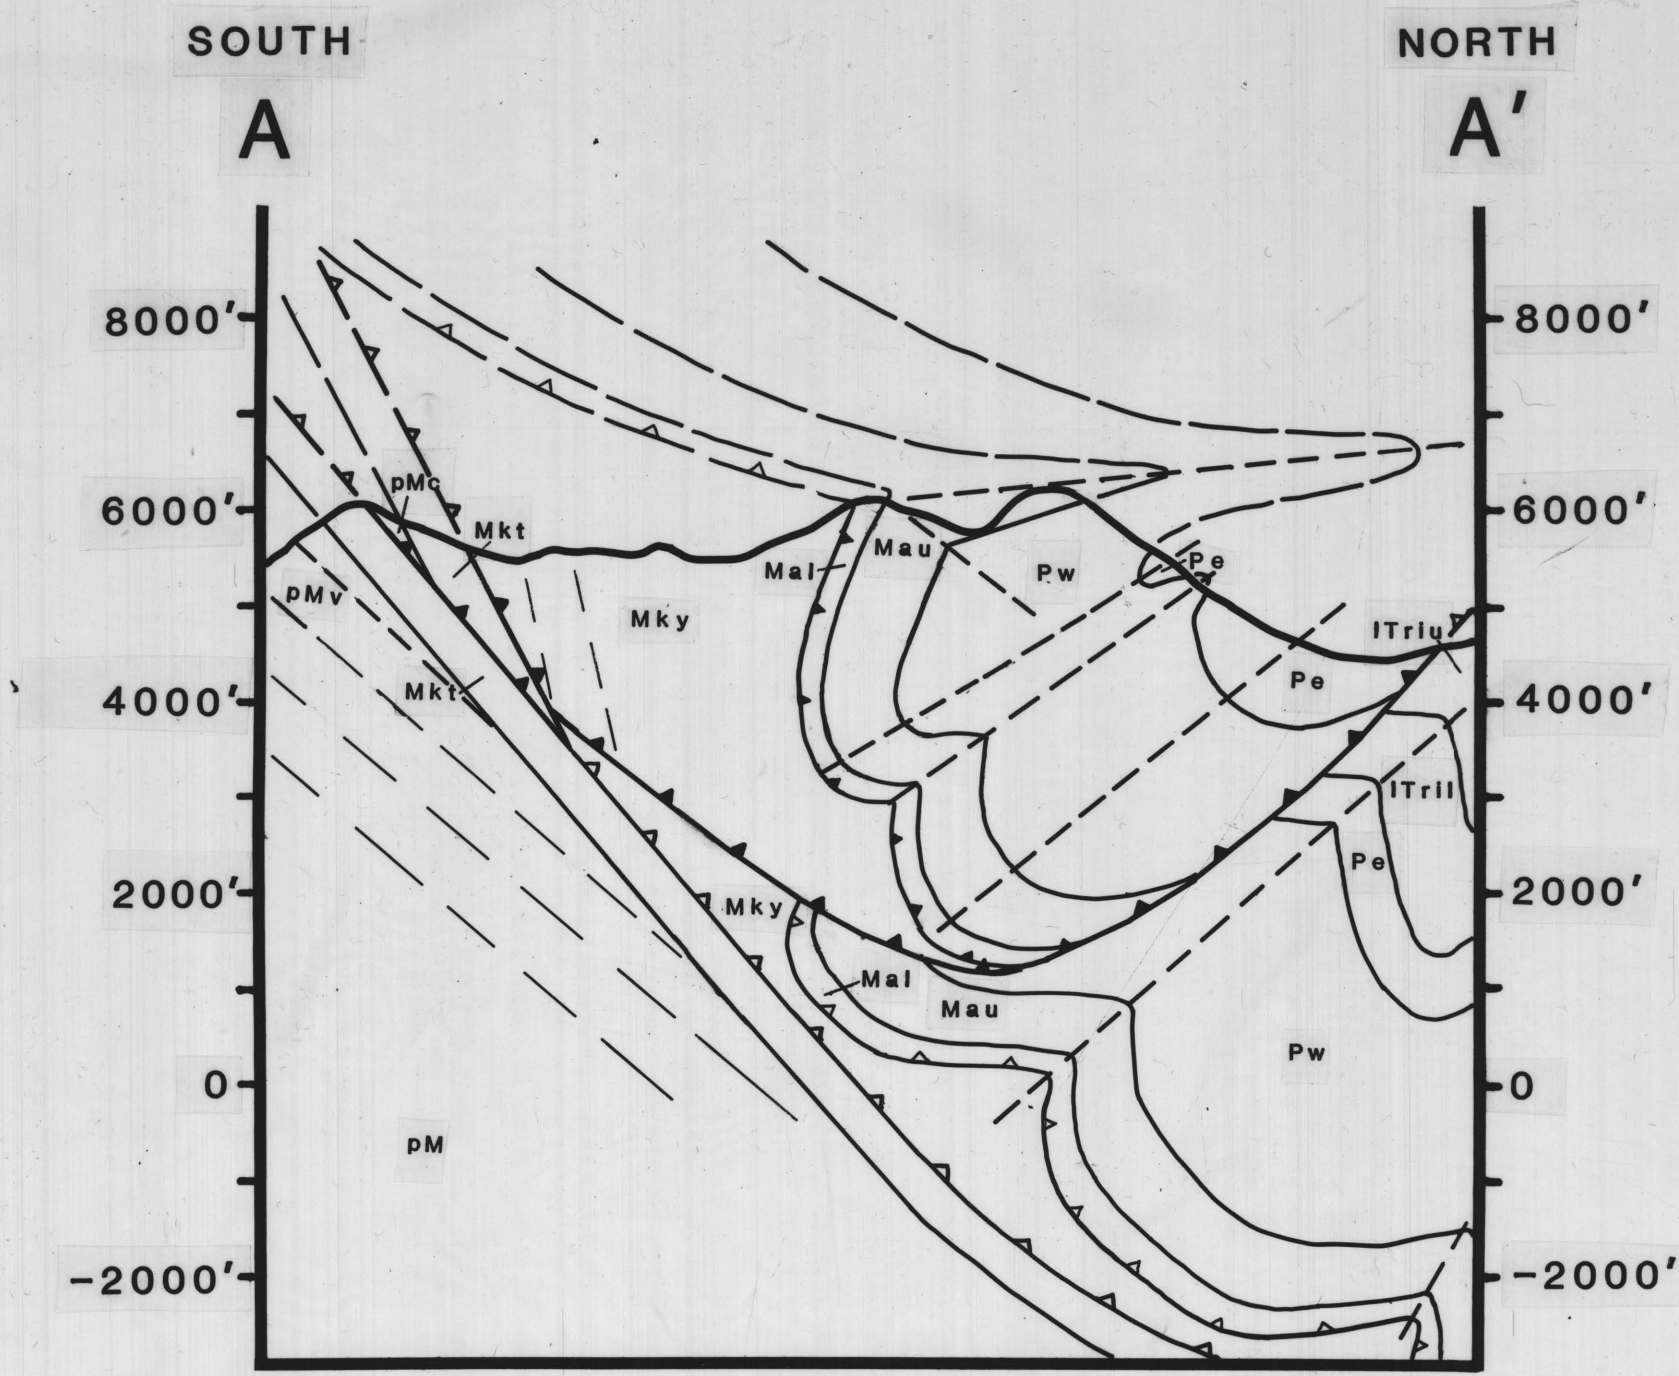 SOUTH NORTH
A A'
8000' 8000'
6000' pMc 6000'
Mkt
Mau
Mal Pw Pe
pMv
Mky lTriu
Mkt Pe
4000' 4000'
lTril
Pe
2000' Mky 2000'
Mal
Mau
Pw
0 0
pM
-2000' -2000'